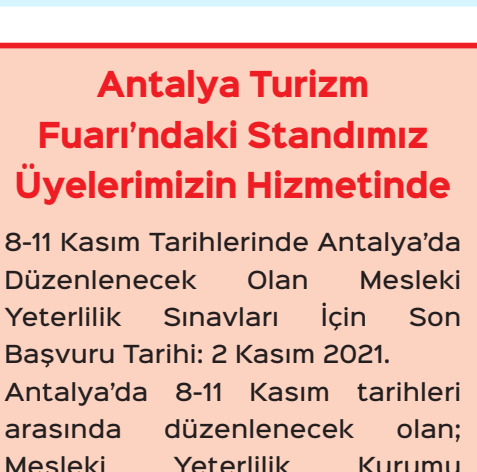 Antalya Turizm
Fuarı'ndaki Standımız
Üyelerimizin Hizmetinde
8-11 Kasım Tarihlerinde Antalya'da
Düzenlenecek Olan Mesleki
Yeterlilik Sınavları İçin Son
Başvuru Tarihi: 2 Kasım 2021.
Antalya'da 8-11 Kasım tarihleri
arasında düzenlenecek olan;
Mesleki Yeterlilik Kurumu